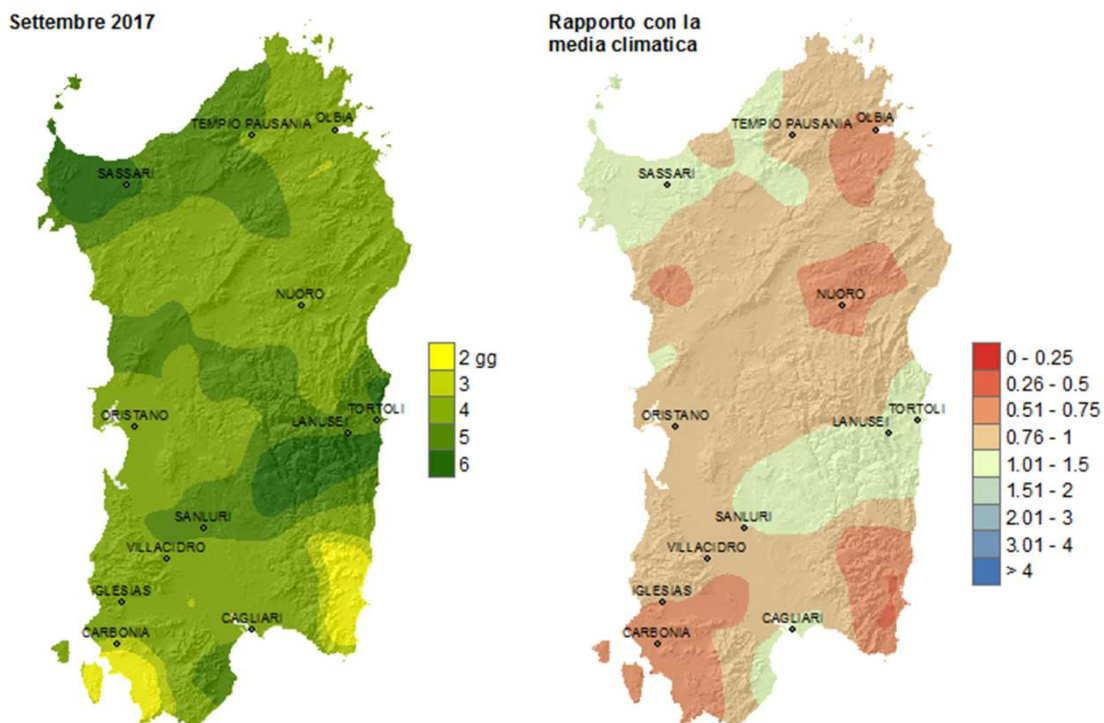 Settembre 2017
TEMPIO PAUSANIA
OLBIA
SASSARI
NUORO
ORISTANO
LANUSEI
TORTOLI
SANLURI
VILLACIDRO
IGLESIAS
CARBONIA
CAGLIARI
2 gg
3
4
5
6
Rapporto con la
media climatica
TEMPIO PAUSANIA
OLBIA
SASSARI
NUORO
ORISTANO
LANUSEI
TORTOLI
SANLURI
VILLACIDRO
IGLESIAS
CARBONIA
CAGLIARI
0 - 0.25
0.26 - 0.5
0.51 - 0.75
0.76 - 1
1.01 - 1.5
1.51 - 2
2.01 - 3
3.01 - 4
> 4